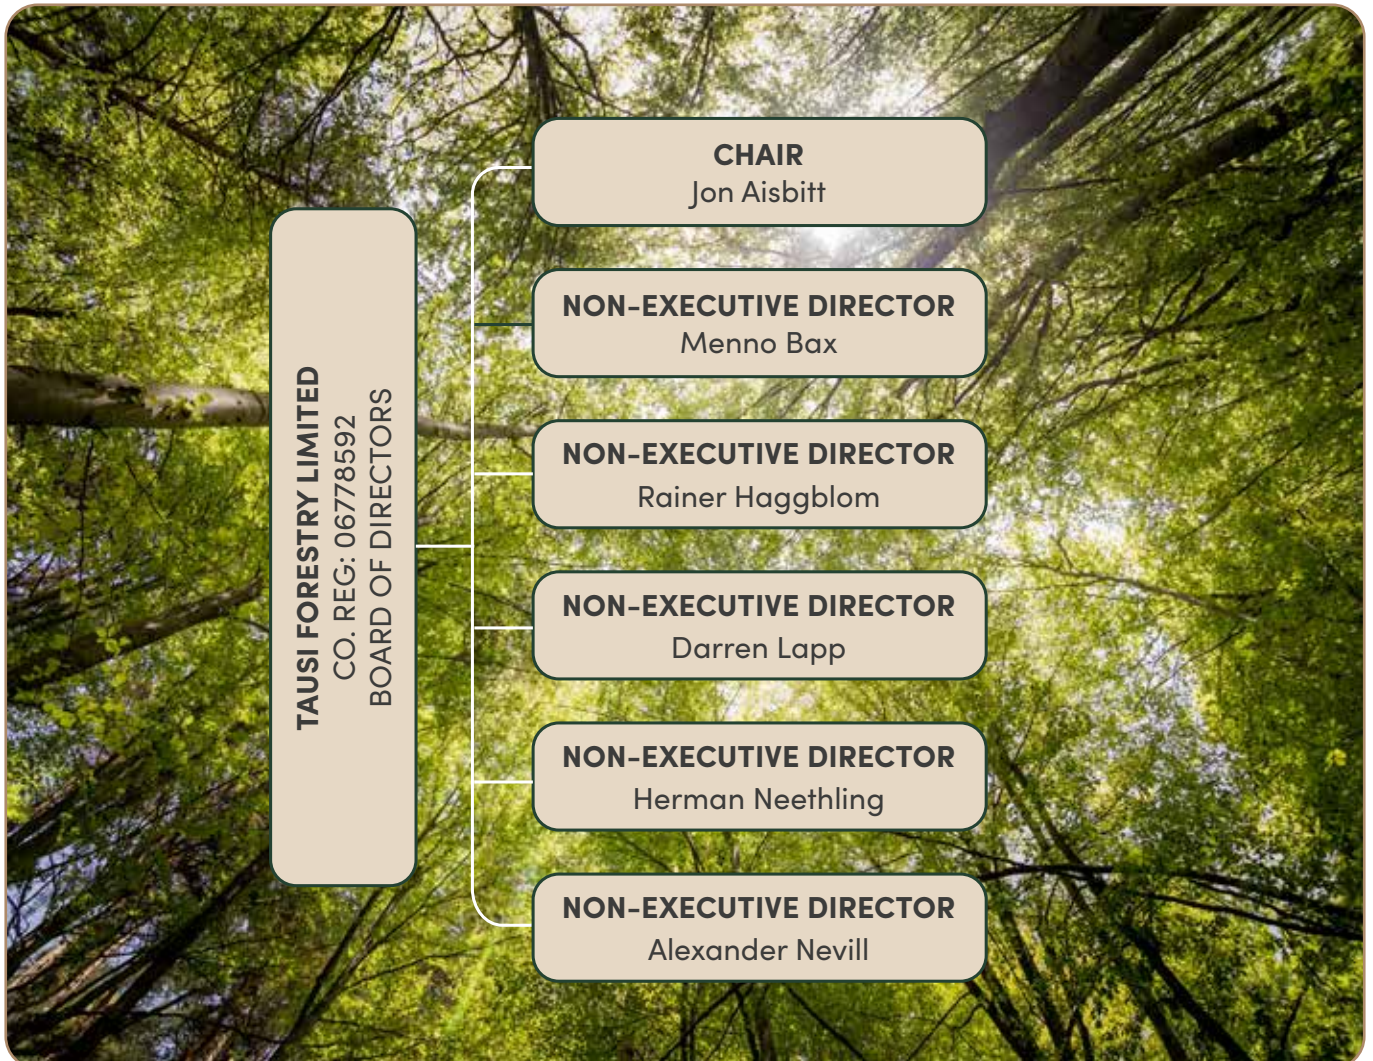 TAUSI FORESTRY LIMITED
CO. REG: 06778592
BOARD OF DIRECTORS
CHAIR
Jon Aisbitt
NON-EXECUTIVE DIRECTOR
Menno Bax
NON-EXECUTIVE DIRECTOR
Rainer Haggblom
NON-EXECUTIVE DIRECTOR
Darren Lapp
NON-EXECUTIVE DIRECTOR
Herman Neethling
NON-EXECUTIVE DIRECTOR
Alexander Nevill